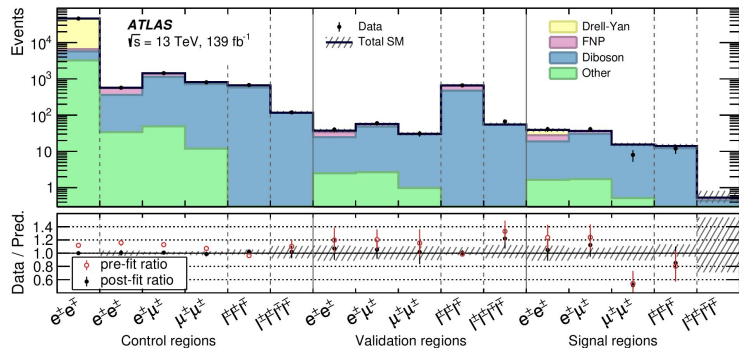 Events
10⁴
10³
10²
10
1
ATLAS
√s = 13 TeV, 139 fb⁻¹
Data
Total SM
Drell-Yan
FNP
Diboson
Other
Data / Pred.
1.4
1.2
1.0
0.8
0.6
pre-fit ratio
post-fit ratio
e±e∓ e±e± e±μ± μ±μ± l±l±l∓ l±l±l∓l∓ e±e± e±μ± μ±μ± l±l±l∓ l±l±l∓l∓ e±e± e±μ± μ±μ± l±l±l∓ l±l±l∓l∓
Control regions Validation regions Signal regions